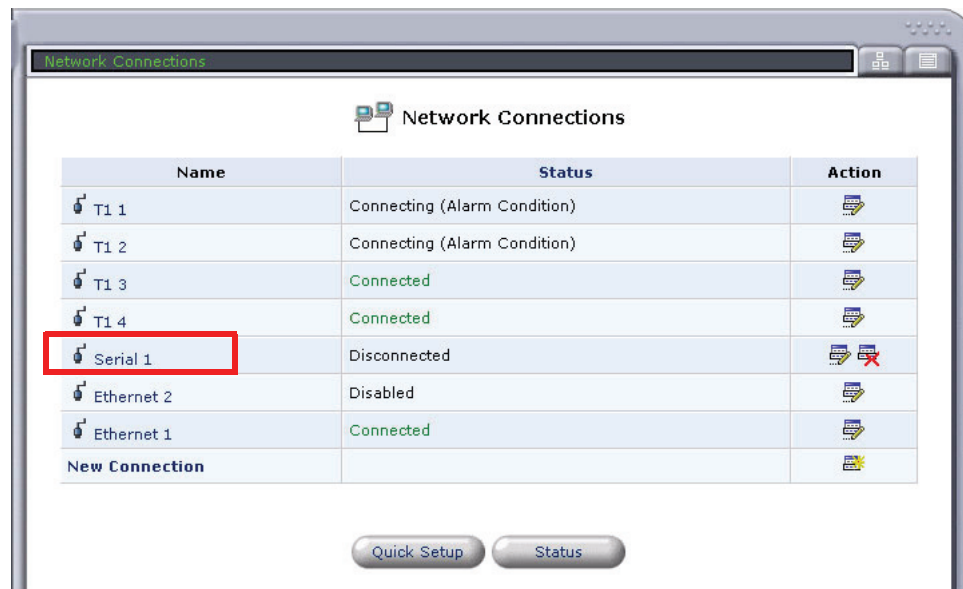 Network Connections
Network Connections
Name Status Action
T1 1 Connecting (Alarm Condition)
T1 2 Connecting (Alarm Condition)
T1 3 Connected
T1 4 Connected
Serial 1 Disconnected
Ethernet 2 Disabled
Ethernet 1 Connected
New Connection
Quick Setup Status